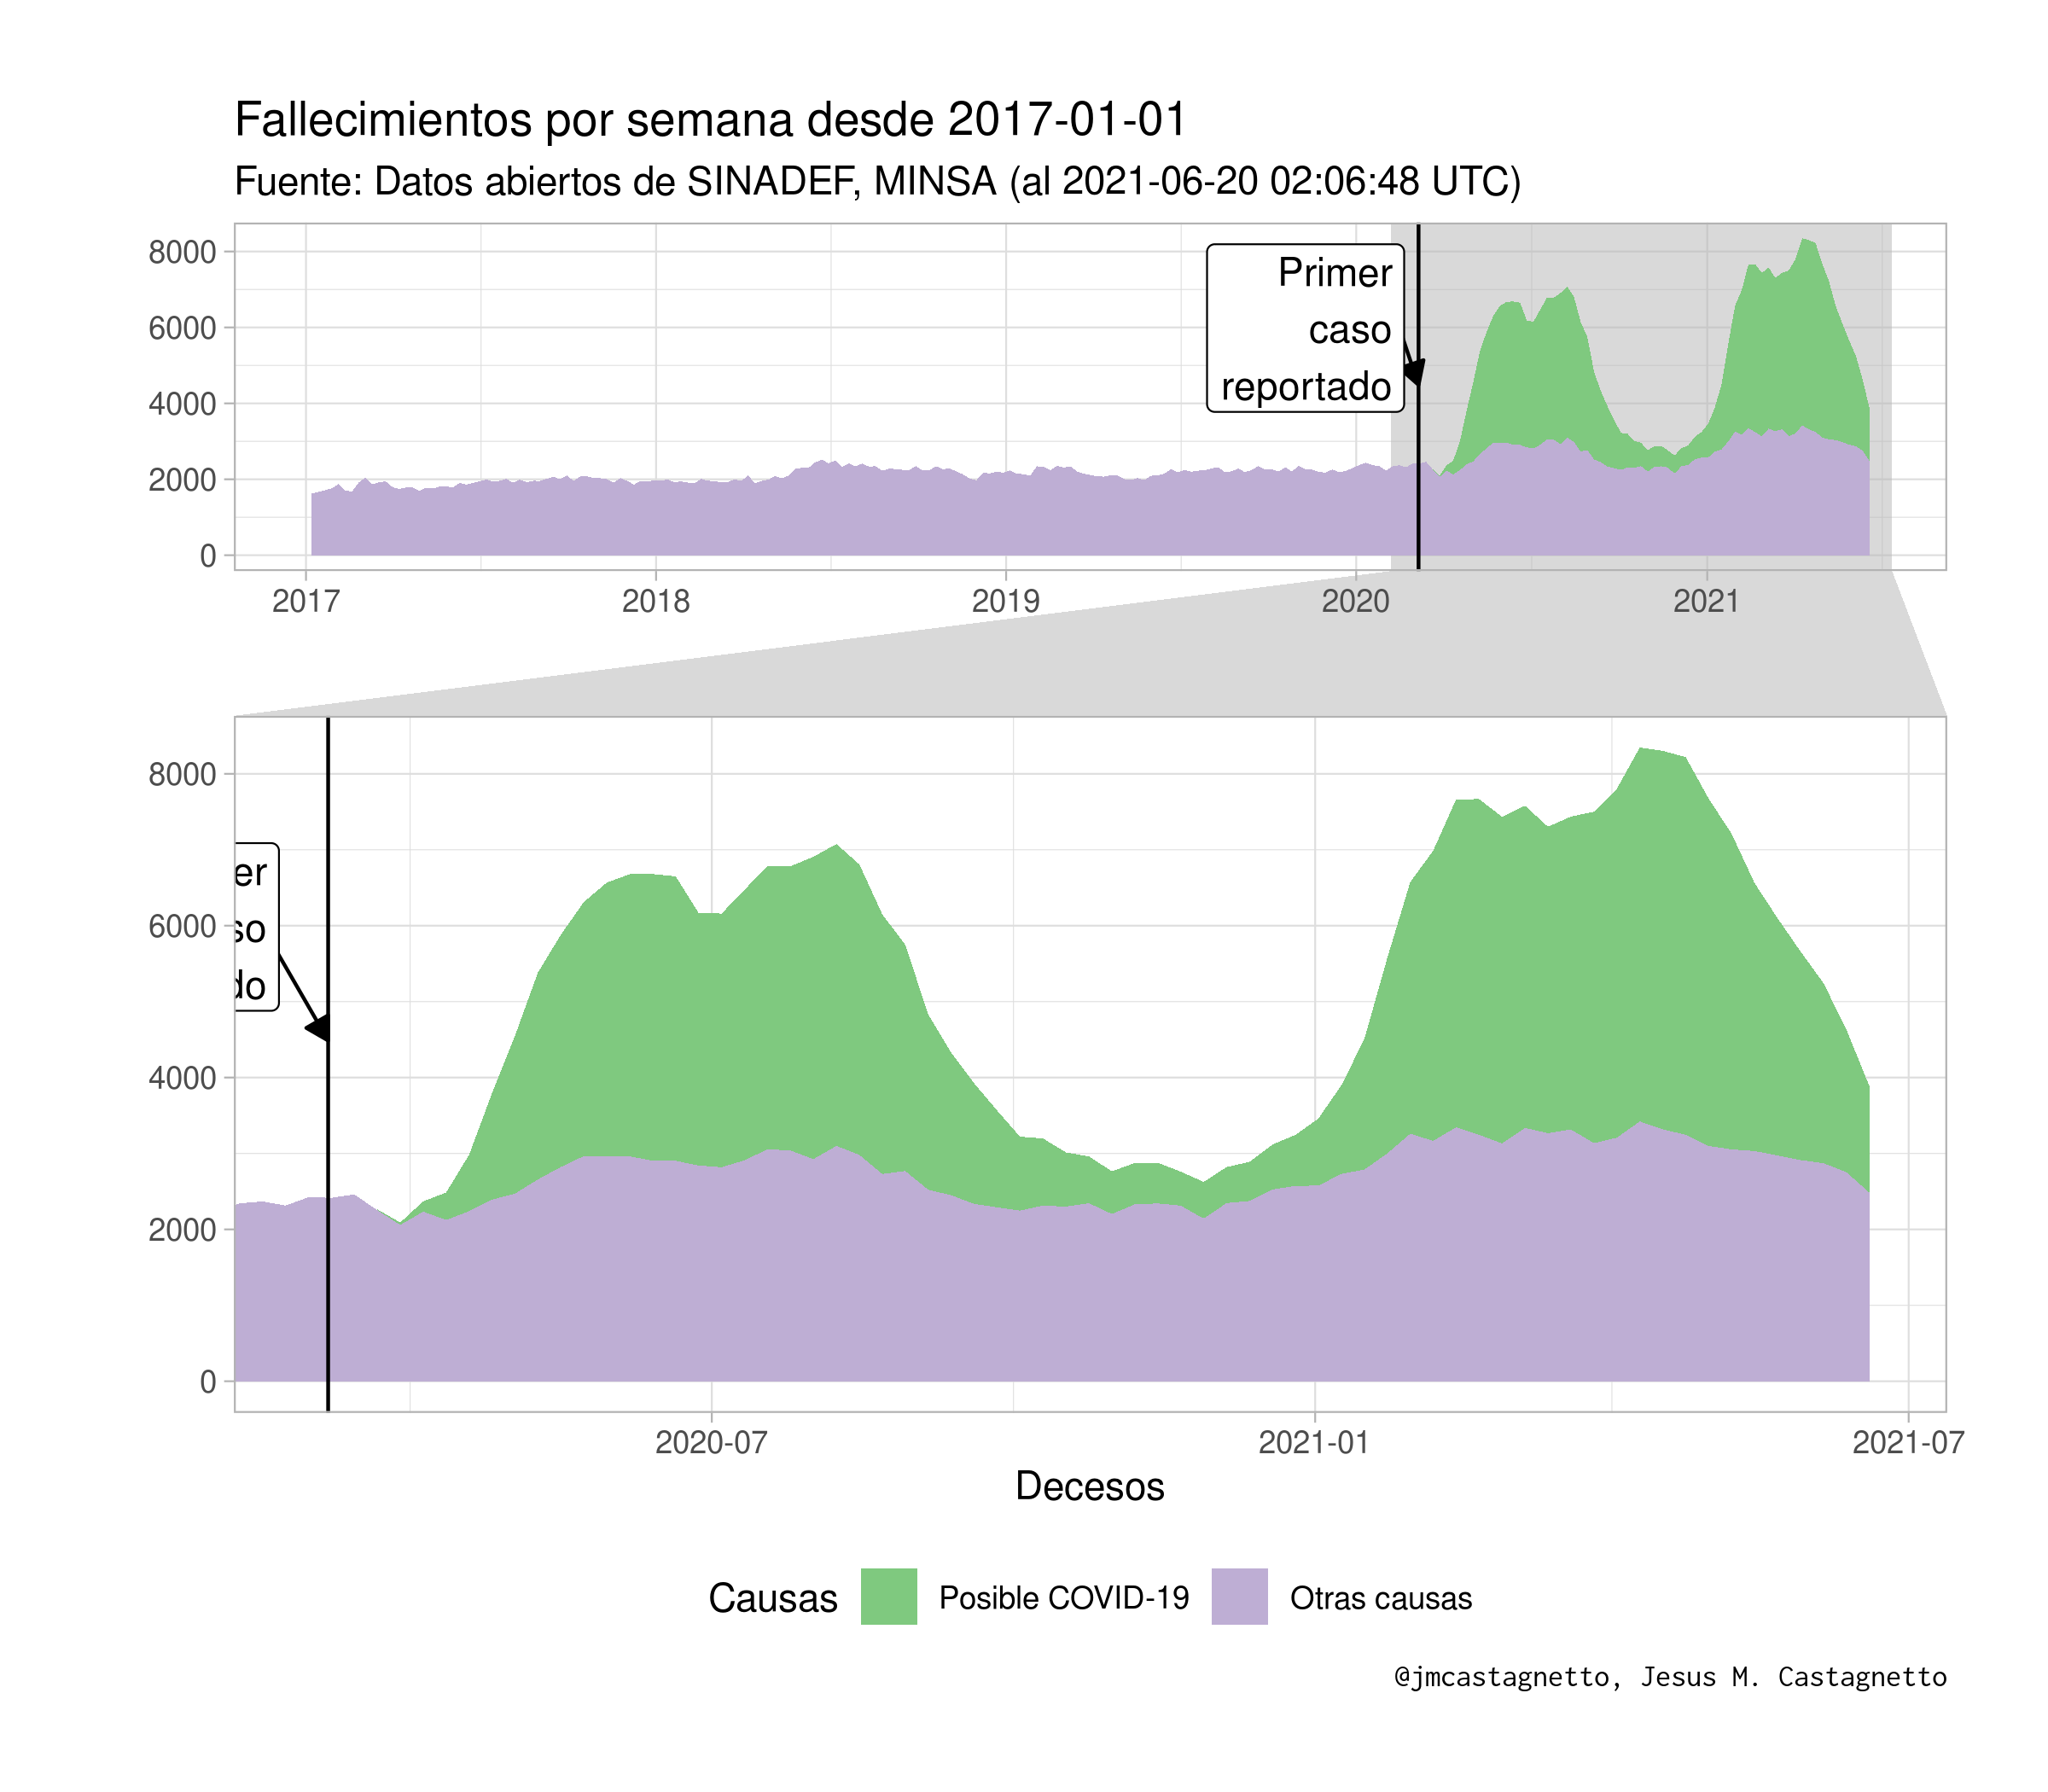 Fallecimientos por semana desde 2017-01-01
Fuente: Datos abiertos de SINADEF, MINSA (al 2021-06-20 02:06:48 UTC)
8000
6000
4000
2000
0
Primer
caso
reportado
2017 2018 2019 2020 2021
8000
6000
4000
2000
0
er
so
do
2020-07 2021-01 2021-07
Decesos
Causas Posible COVID-19 Otras causas
@jmcastagnetto, Jesus M. Castagnetto